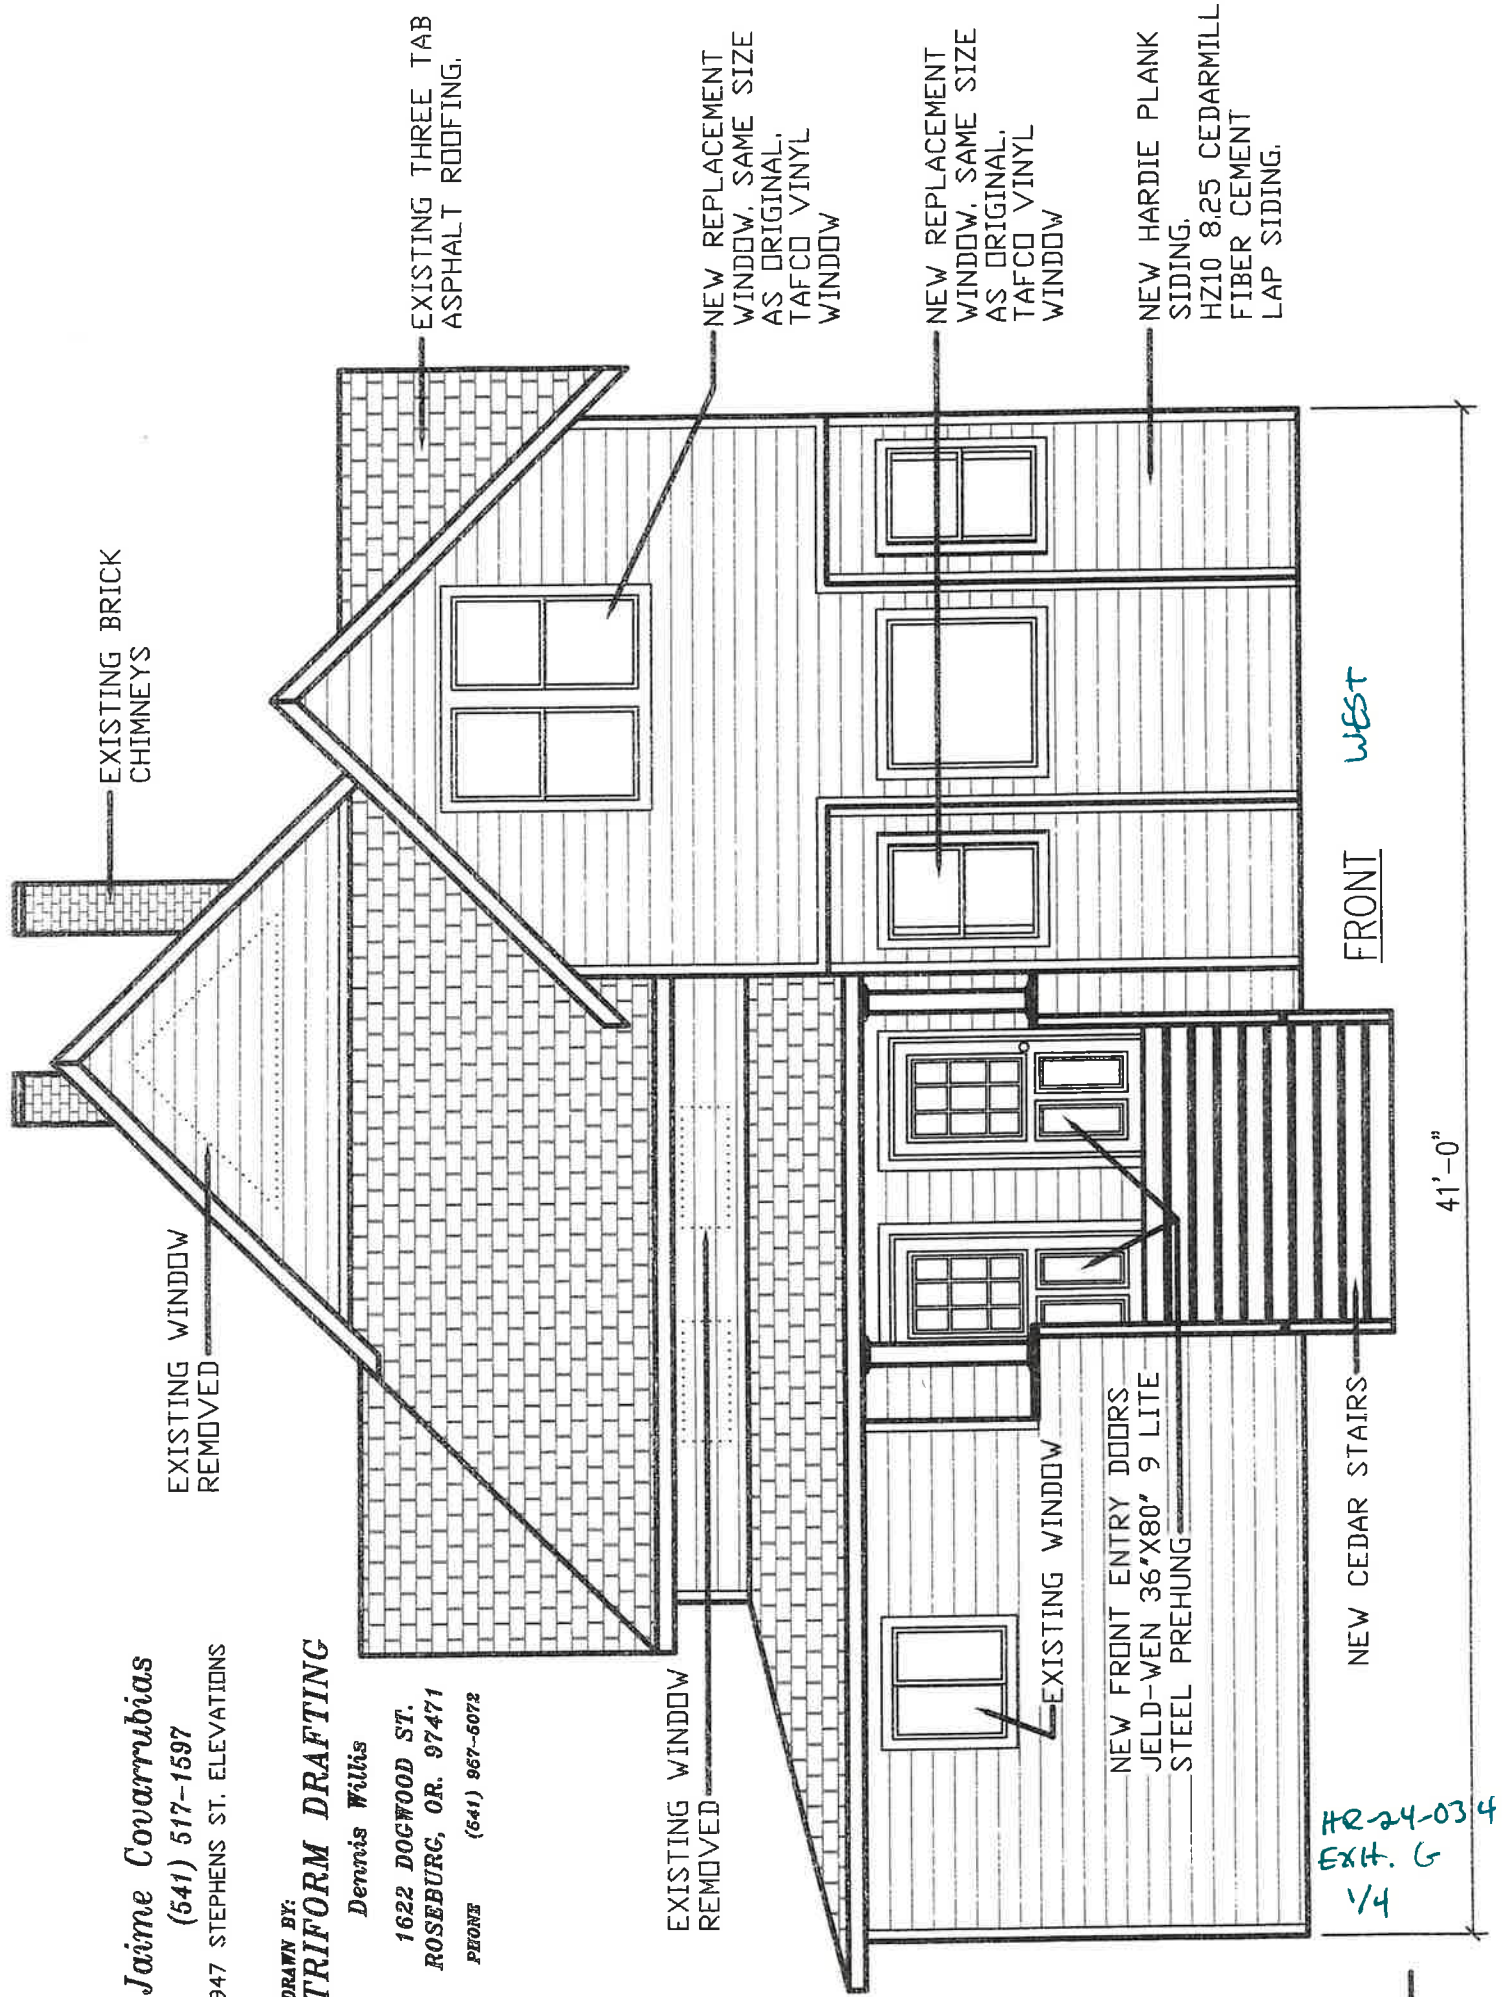 Jaime Covarrubias
(541) 517-1597
947 STEPHENS ST. ELEVATIONS
DRAWN BY:
TRIFORM DRAFTING
Dennis Willis
1622 DOGWOOD ST.
ROSEBURG, OR. 97471
PHONE (541) 967-5072
EXISTING WINDOW
REMOVED
EXISTING BRICK
CHIMNEYS
EXISTING THREE TAB
ASPHALT ROOFING.
NEW REPLACEMENT
WINDOW. SAME SIZE
AS ORIGINAL.
TAFCO VINYL
WINDOW
EXISTING WINDOW
REMOVED
NEW REPLACEMENT
WINDOW. SAME SIZE
AS ORIGINAL.
TAFCO VINYL
WINDOW
EXISTING WINDOW
NEW FRONT ENTRY DOORS
JELD-WEN 36"X80" 9 LITE
STEEL PREHUNG
NEW HARDIE PLANK
SIDING.
HZ10 8.25 CEDARMILL
FIBER CEMENT
LAP SIDING.
NEW CEDAR STAIRS
FRONT
WEST
41'-0"
HR-24-034
EXH. G
1/4